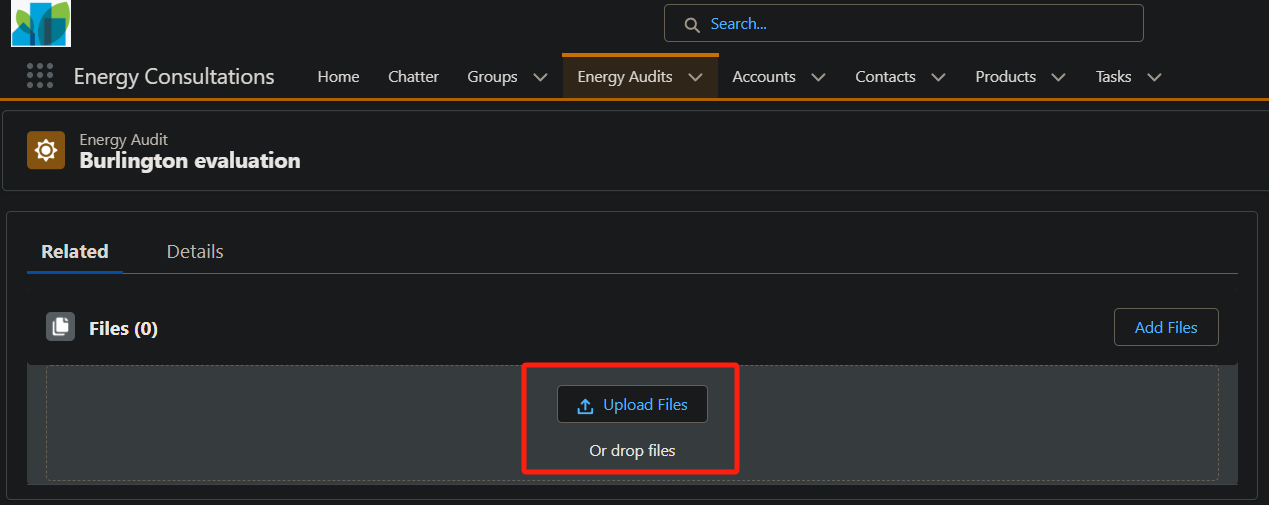 Search...
Energy Consultations Home Chatter Groups Energy Audits Accounts Contacts Products Tasks
Energy Audit
Burlington evaluation
Related Details
Files (0) Add Files
Upload Files
Or drop files